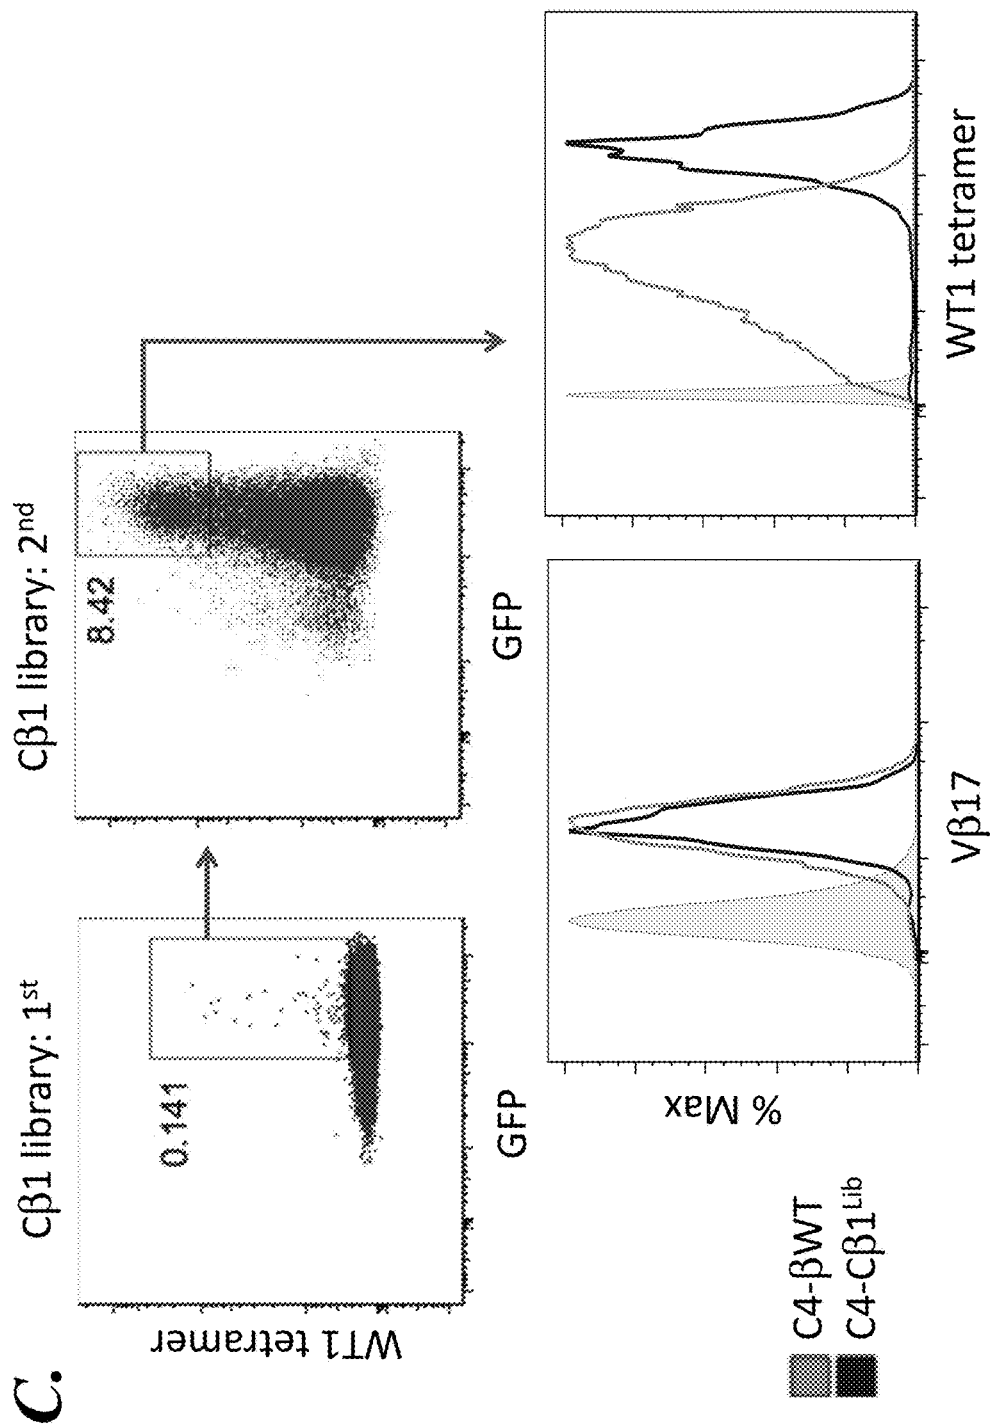 C.
Cβ1 library: 1st
Cβ1 library: 2nd
0.141
8.42
WT1 tetramer
GFP
GFP
C4-βWT
C4-Cβ1Lib
% Max
Vβ17
WT1 tetramer